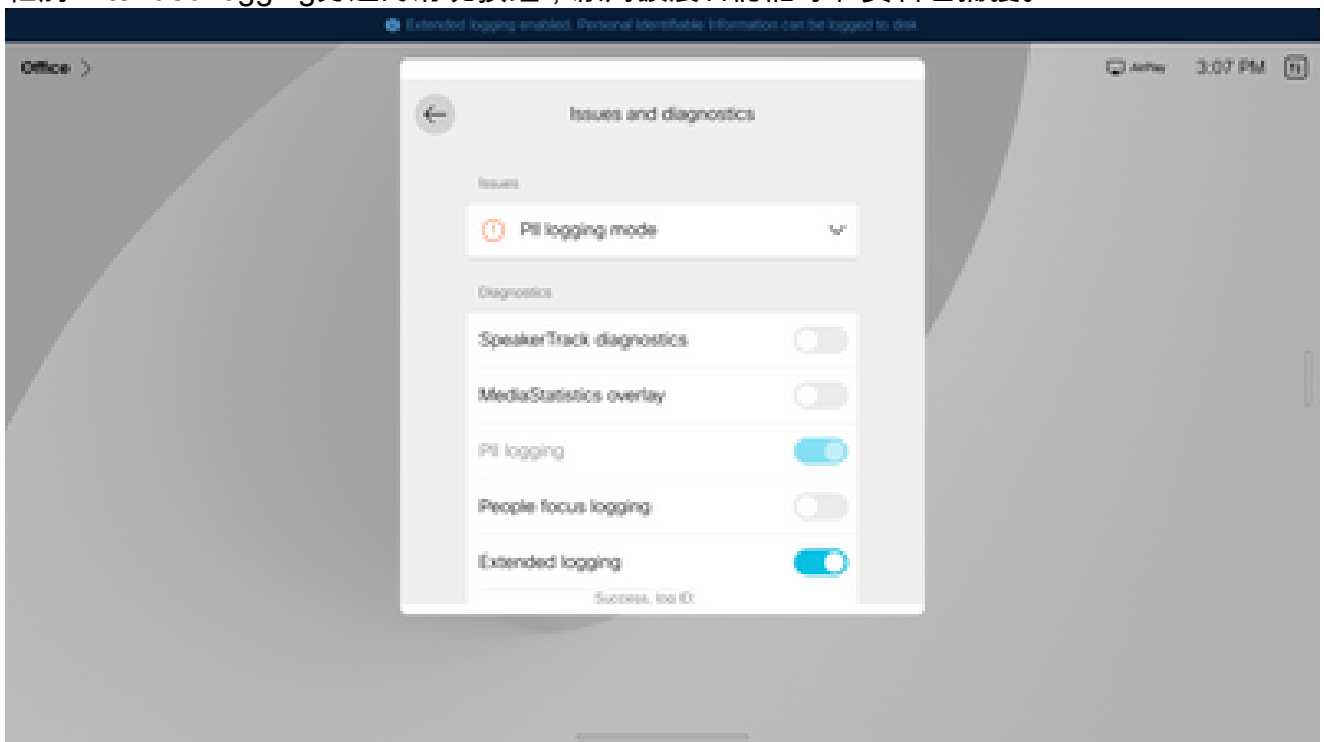 Extended logging enabled. Personal Identifiable Information can be logged to disk.
Office >
AirPlay 3:07 PM
Issues and diagnostics
Issues
PII logging mode
Diagnostics
SpeakerTrack diagnostics
MediaStatistics overlay
PII logging
People focus logging
Extended logging
Success, log ID: